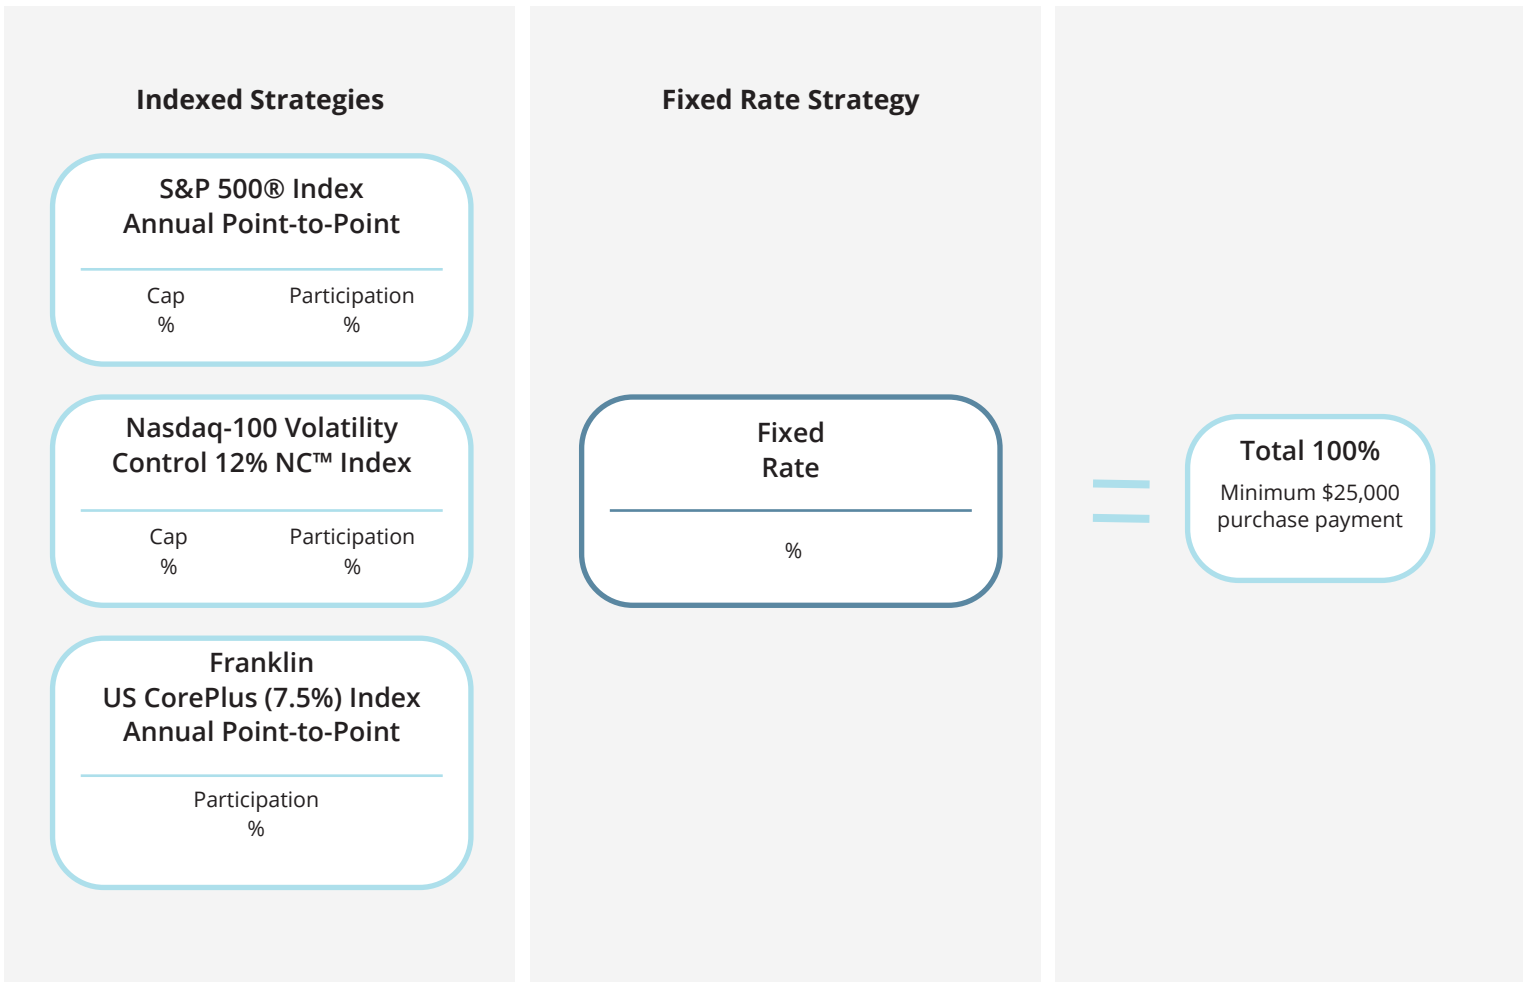 Indexed Strategies
S&P 500® Index
Annual Point-to-Point
Cap Participation
% %
Nasdaq-100 Volatility
Control 12% NC™ Index
Cap Participation
% %
Franklin
US CorePlus (7.5%) Index
Annual Point-to-Point
Participation
%
Fixed Rate Strategy
Fixed
Rate
%
=
Total 100%
Minimum $25,000
purchase payment